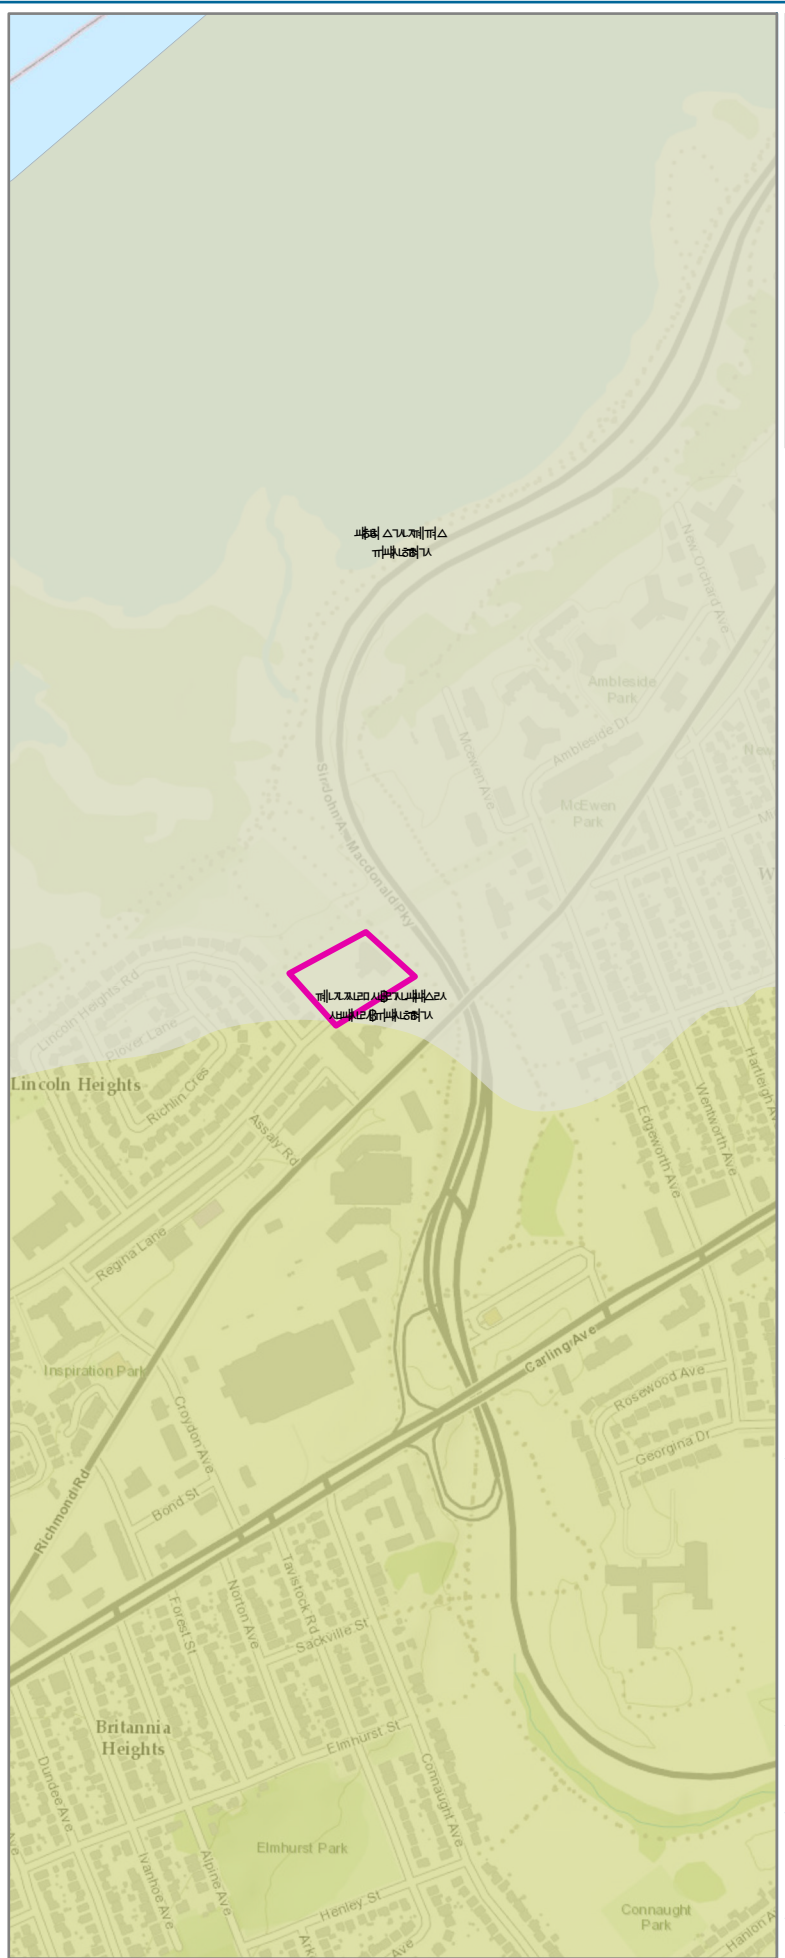 New Orchard Ave
Ambleside
Park
Ambleside Dr
Mcewen Ave
New
McEwen
Park
Sir John A. Macdonald Pky
W
Lincoln Heights Rd
Plover Lane
Lincoln Heights
Richlin Cres
Assaly Rd
Hartleigh Av
Wentworth Ave
Edgeworth Ave
Regina Lane
Carling Ave
Inspiration Park
Rosewood Ave
Croydon Ave
Georgina Dr
Richmond Rd
Bond St
Tavistock Rd
Norton Ave
Forest St
Sackville St
Britannia
Heights
Elmhurst St
Dundee Ave
Connaught Ave
Elmhurst Park
Ivanhoe Ave
Alpine Ave
Henley St
Connaught
Park
Hanlon A
Ark
Ave